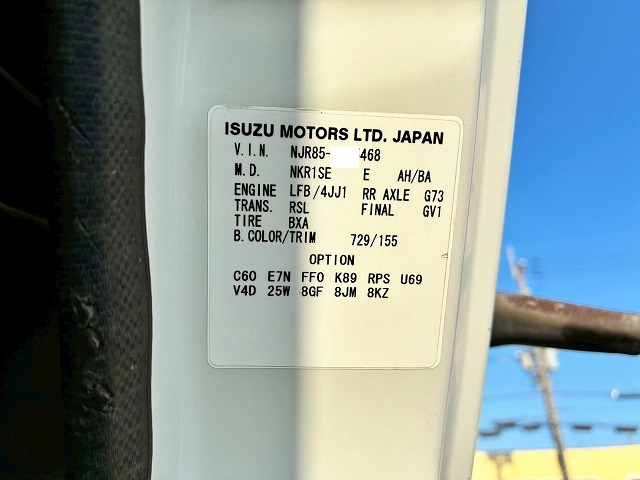 ISUZU MOTORS LTD. JAPAN
V.I.N. NJR85- 468
M.D. NKR1SE E AH/BA
ENGINE LFB/4JJ1 RR AXLE G73
TRANS. RSL FINAL GV1
TIRE BXA
B.COLOR/TRIM 729/155
OPTION
C60 E7N FF0 K89 RPS U69
V4D 25W 8GF 8JM 8KZ